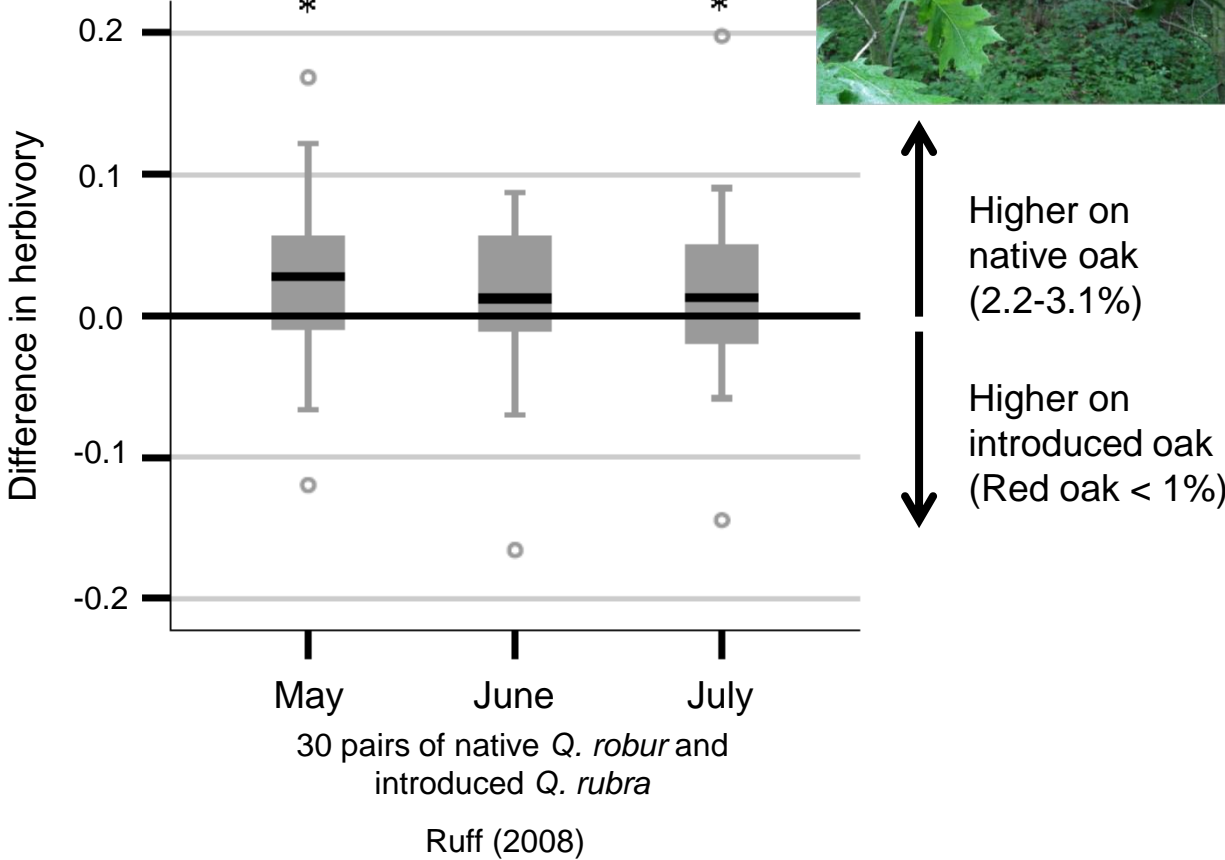 *
*
0.2
0.1
0.0
-0.1
-0.2
Difference in herbivory
Higher on
native oak
(2.2-3.1%)
Higher on
introduced oak
(Red oak < 1%)
May
June
July
30 pairs of native Q. robur and
introduced Q. rubra
Ruff (2008)